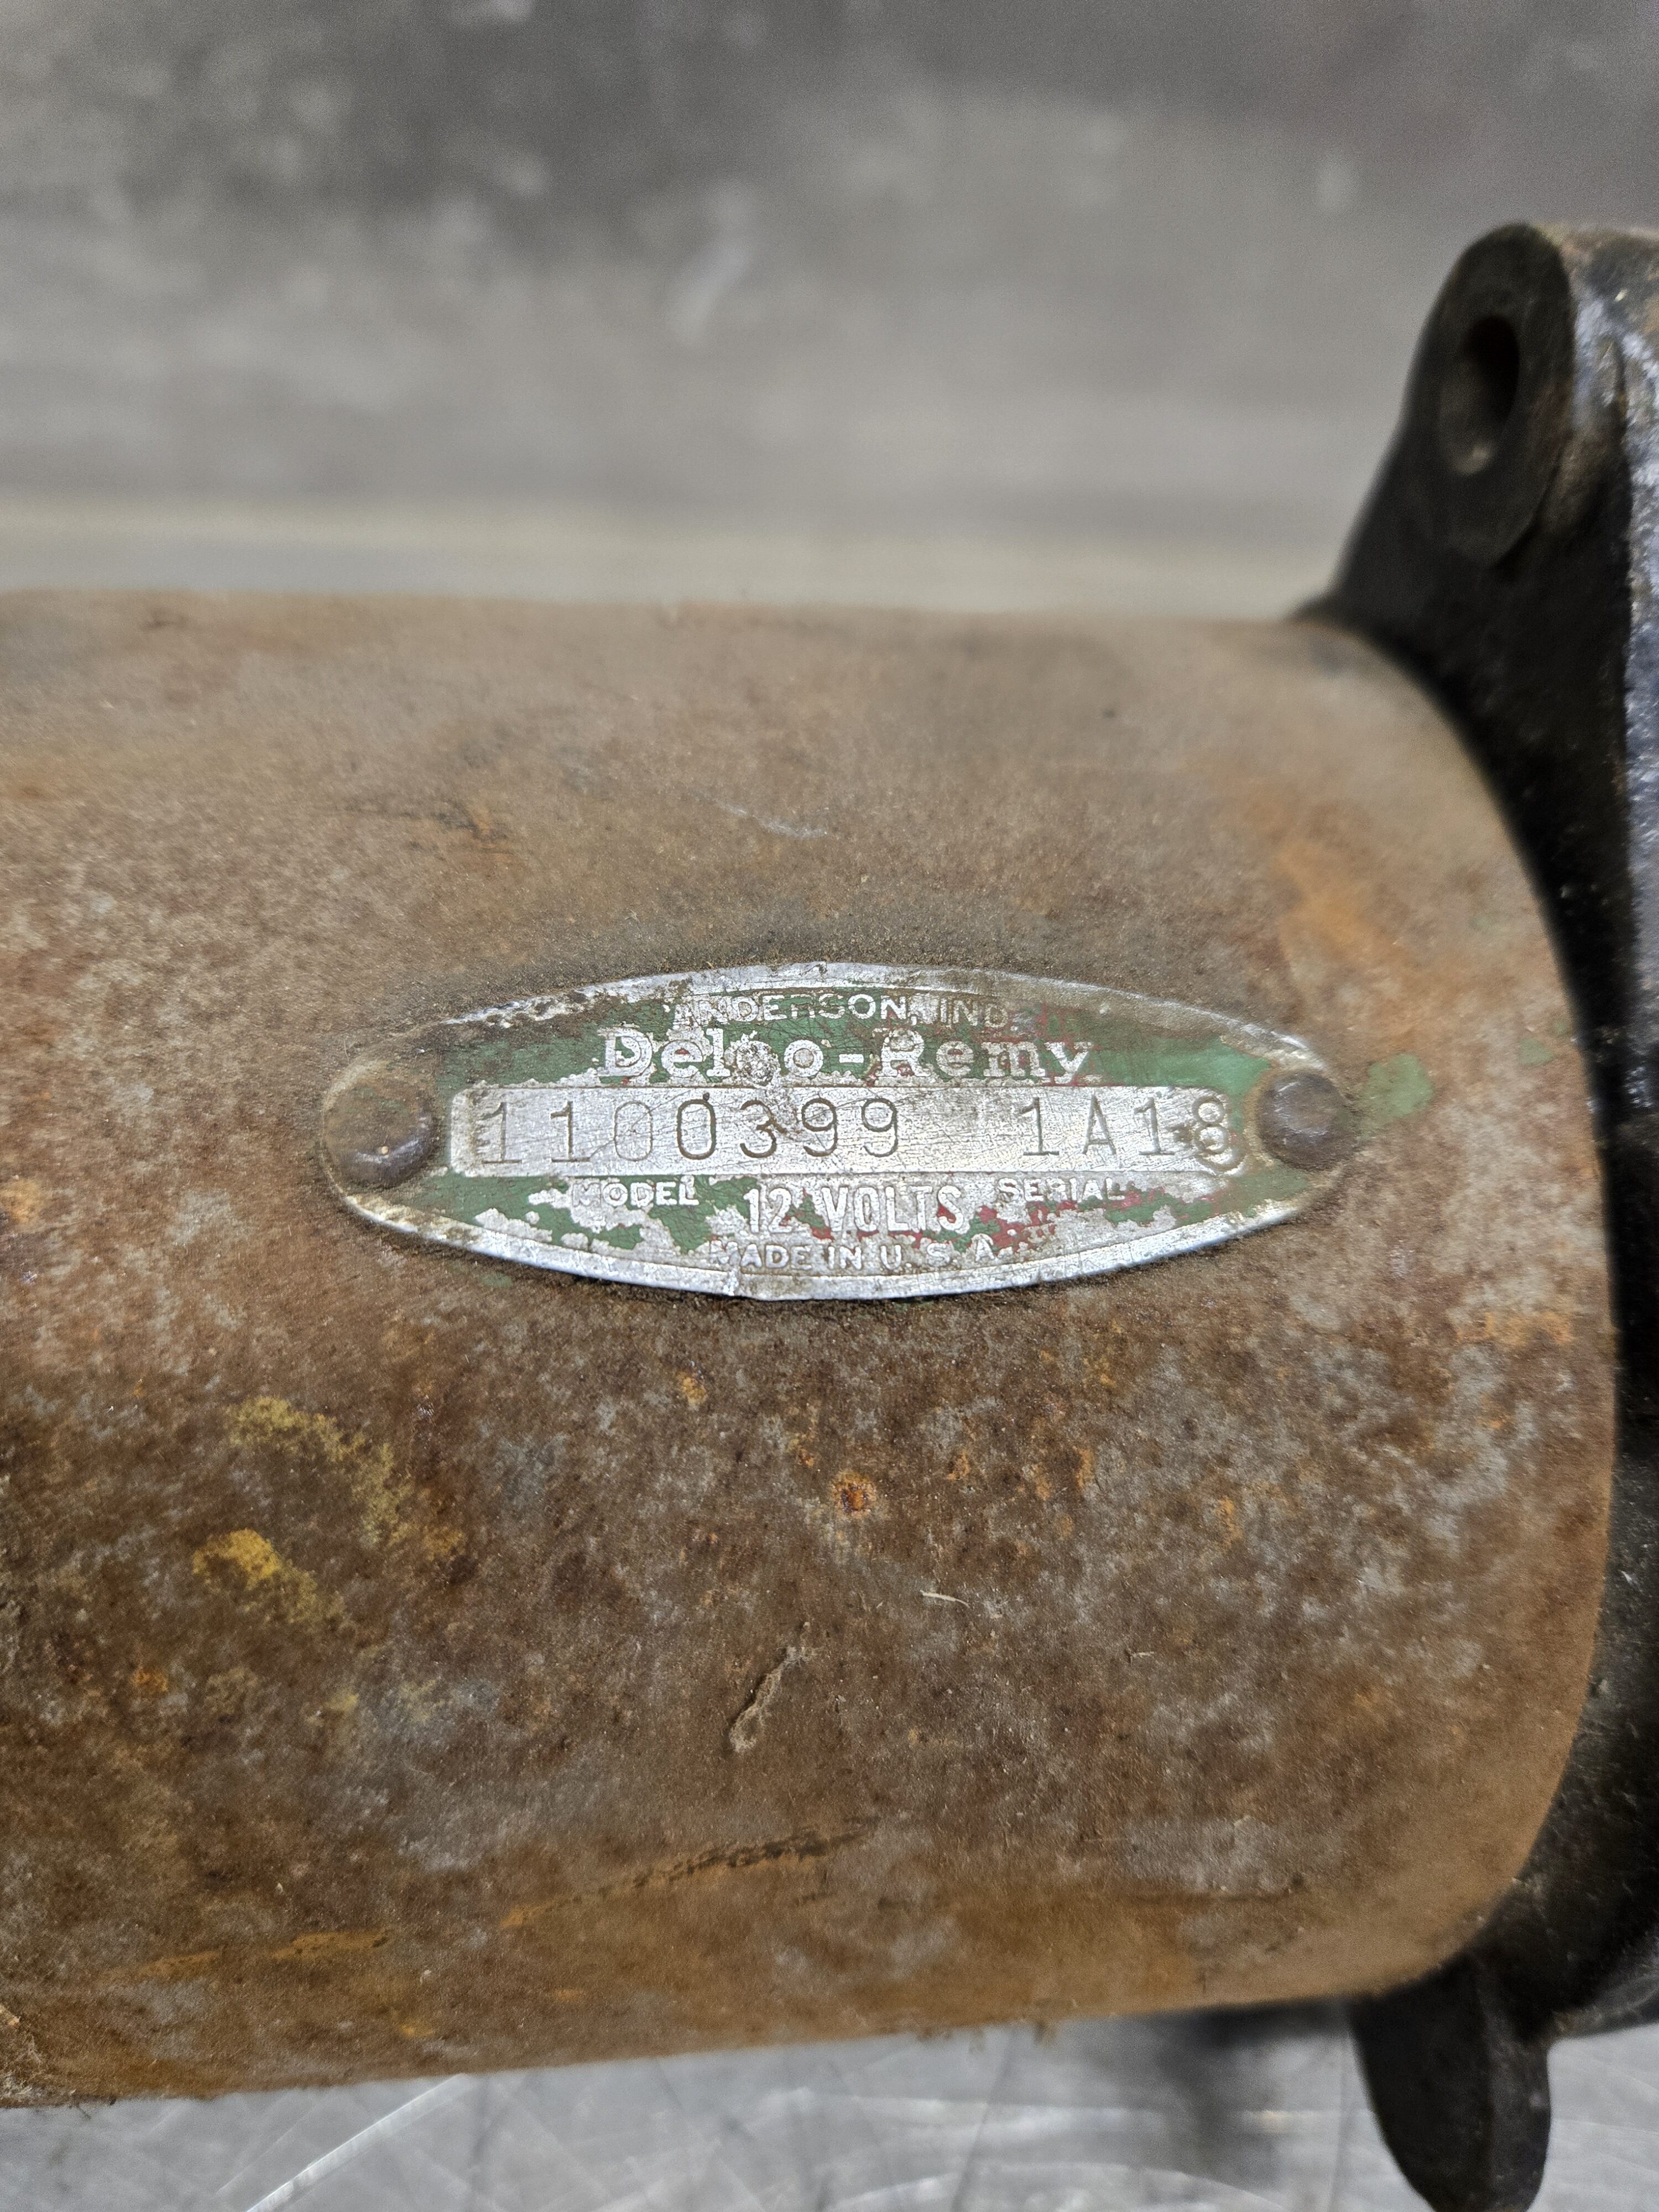 ANDERSON, IND.
Delco-Remy
1100399 1A18
MODEL 12 VOLTS SERIAL
MADE IN U.S.A.